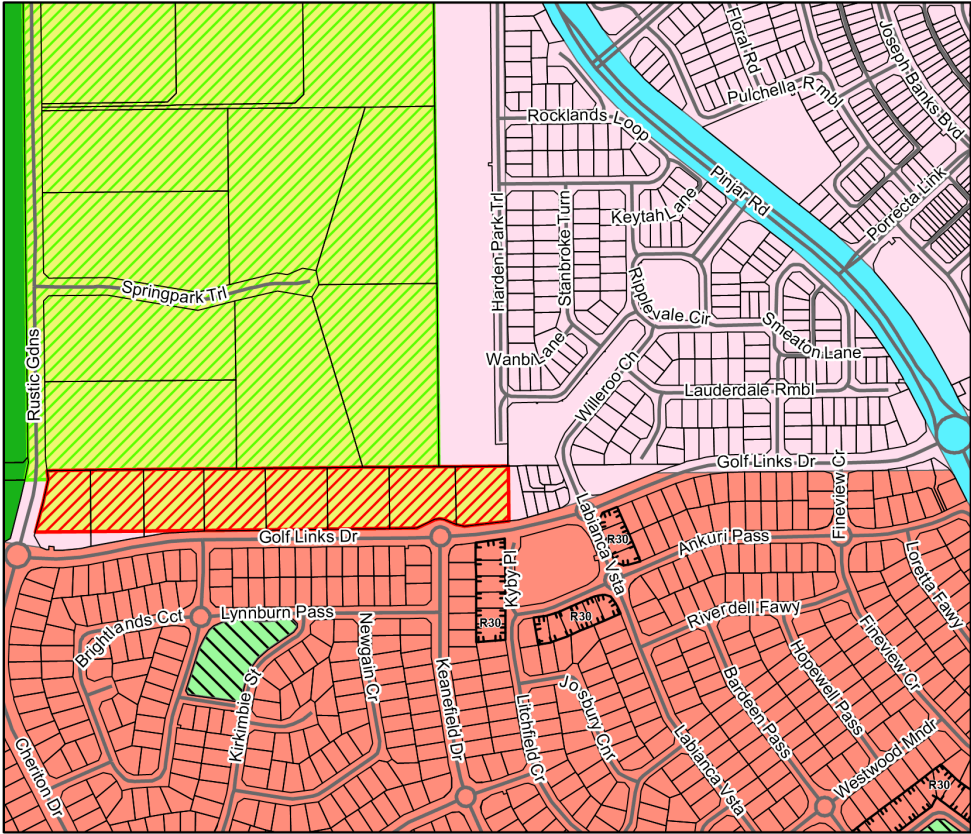 Floral Rd
Joseph Banks Bvd
Pulchella Rmbl
Rocklands Loop
Pinjar Rd
Porrecta Link
Keytah Lane
Harden Park Trl
Stanbroke Turn
Springpark Trl
Ripplevale Cir
Smeaton Lane
Rustic Gdns
Wanbi Lane
Willeroo Ch
Lauderdale Rmbl
Golf Links Dr
Fineview Cr
Labianca Vsta
R30
Golf Links Dr
Ankuri Pass
Kyby Pl
Loretta Fawy
Lynnburn Pass
R30
R30
Riverdell Fawy
Brightlands Cct
Newgain Cr
Fineview Cr
Hopewell Pass
Kirkimbie St
Keanefield Dr
Litchfield Cr
Josbury Cnr
Bardeen Pass
Cheriton Dr
Labianca Vsta
Westwood Mndr
R30